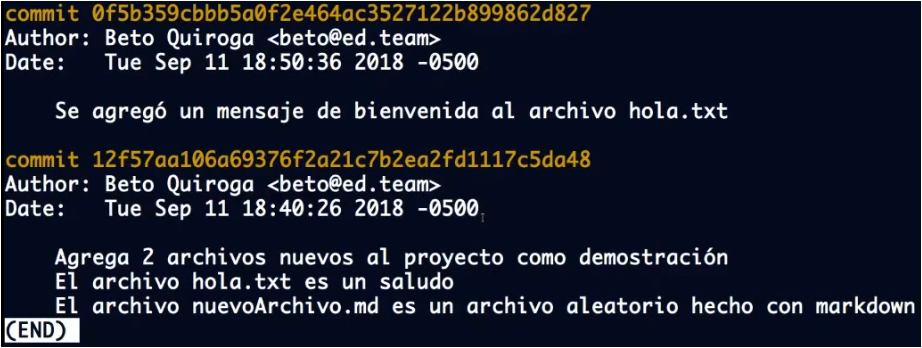 commit 0f5b359cbbb5a0f2e464ac3527122b899862d827
Author: Beto Quiroga <beto@ed.team>
Date:   Tue Sep 11 18:50:36 2018 -0500
Se agregó un mensaje de bienvenida al archivo hola.txt
commit 12f57aa106a69376f2a21c7b2ea2fd1117c5da48
Author: Beto Quiroga <beto@ed.team>
Date:   Tue Sep 11 18:40:26 2018 -0500
Agrega 2 archivos nuevos al proyecto como demostración
El archivo hola.txt es un saludo
El archivo nuevoArchivo.md es un archivo aleatorio hecho con markdown
(END)